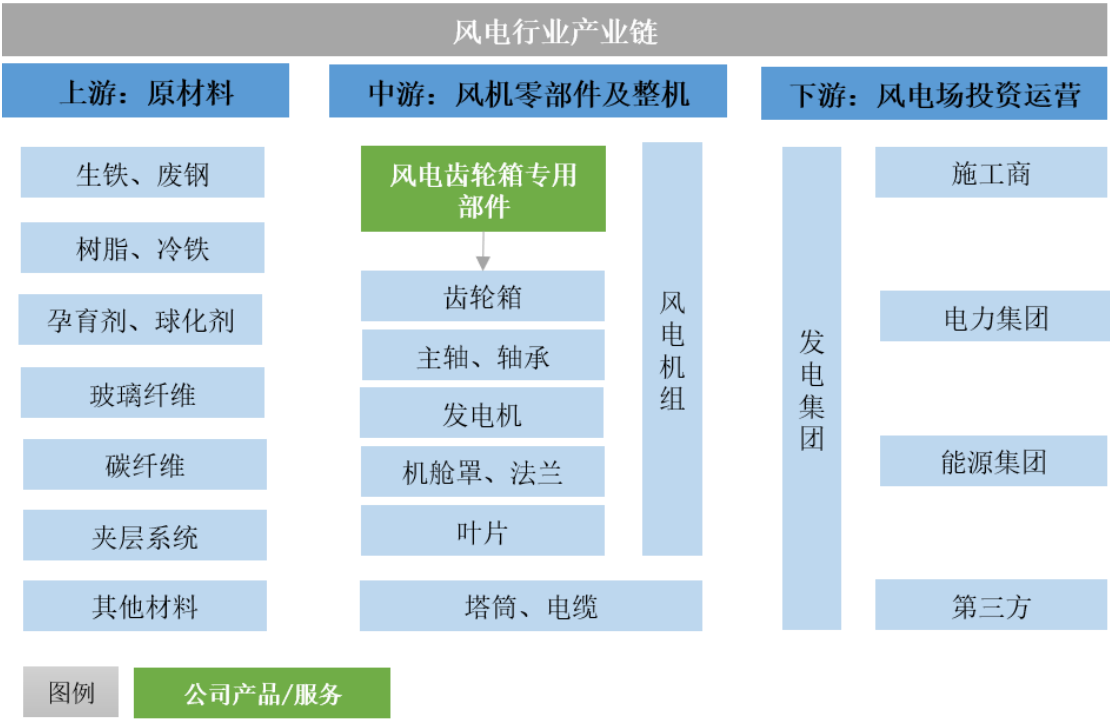 风电行业产业链
上游：原材料
生铁、废钢
树脂、冷铁
孕育剂、球化剂
玻璃纤维
碳纤维
夹层系统
其他材料
中游：风机零部件及整机
风电齿轮箱专用
部件
齿轮箱
主轴、轴承
发电机
机舱罩、法兰
叶片
风电机组
塔筒、电缆
下游：风电场投资运营
发电集团
施工商
电力集团
能源集团
第三方
图例
公司产品/服务